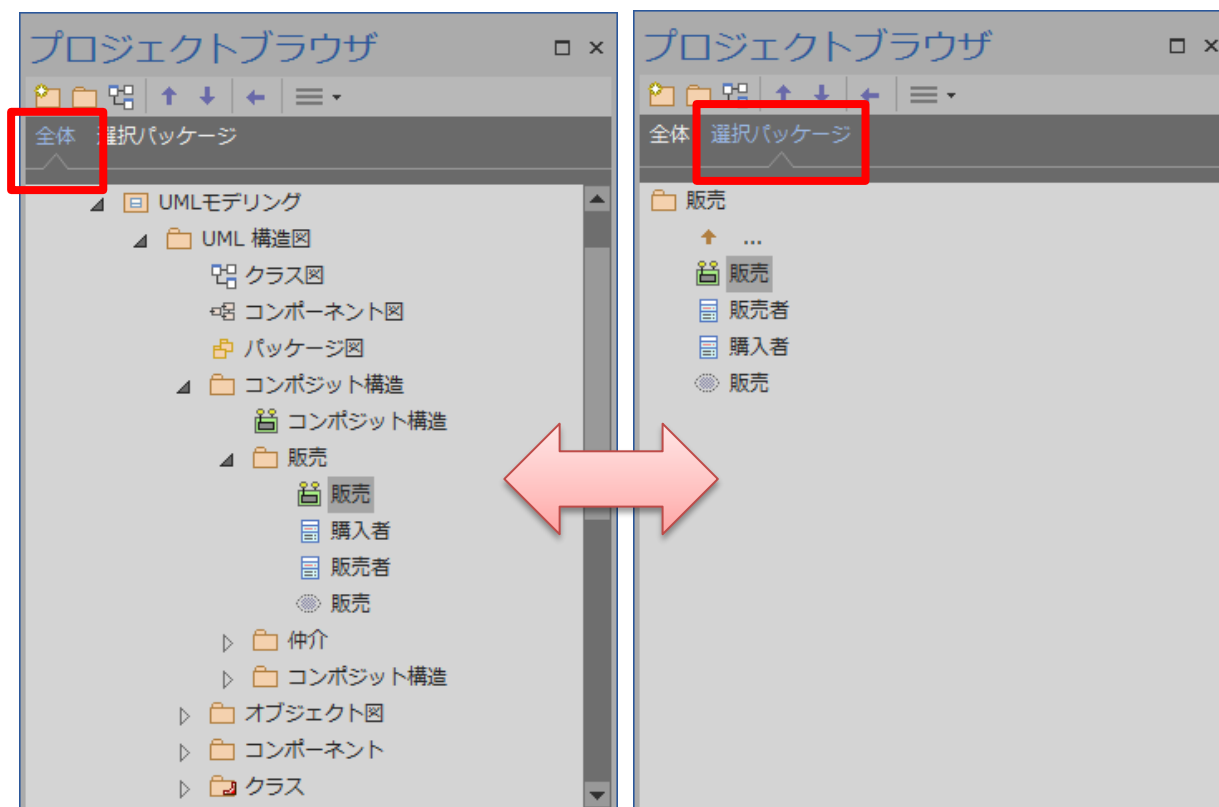 プロジェクトブラウザ
全体 選択パッケージ
UMLモデリング
UML 構造図
クラス図
コンポーネント図
パッケージ図
コンポジット構造
コンポジット構造
販売
販売
購入者
販売者
販売
仲介
コンポジット構造
オブジェクト図
コンポーネント
クラス
プロジェクトブラウザ
全体 選択パッケージ
販売
...
販売
販売者
購入者
販売